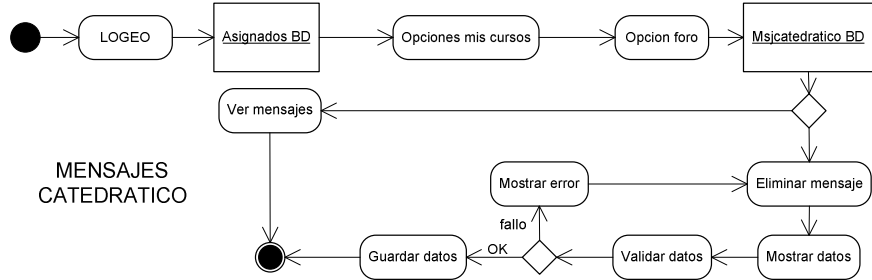 LOGEO
Asignados BD
Opciones mis cursos
Opcion foro
Msjcatedratico BD
Ver mensajes
MENSAJES
CATEDRATICO
Mostrar error
Eliminar mensaje
fallo
OK
Guardar datos
Validar datos
Mostrar datos